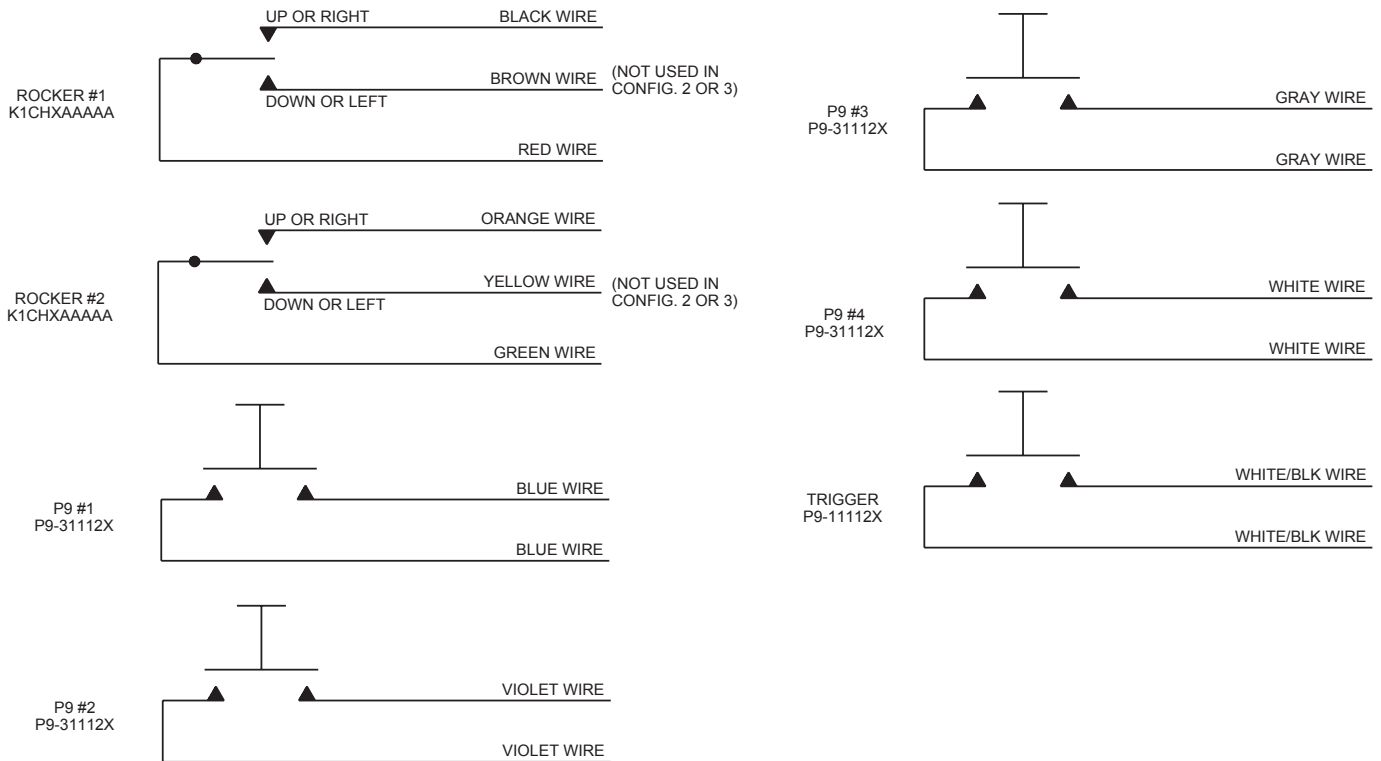 UP OR RIGHT
BLACK WIRE
ROCKER #1
K1CHXAAAAA
BROWN WIRE
(NOT USED IN
CONFIG. 2 OR 3)
DOWN OR LEFT
RED WIRE
UP OR RIGHT
ORANGE WIRE
ROCKER #2
K1CHXAAAAA
YELLOW WIRE
(NOT USED IN
CONFIG. 2 OR 3)
DOWN OR LEFT
GREEN WIRE
P9 #1
P9-31112X
BLUE WIRE
BLUE WIRE
P9 #2
P9-31112X
VIOLET WIRE
VIOLET WIRE
P9 #3
P9-31112X
GRAY WIRE
GRAY WIRE
P9 #4
P9-31112X
WHITE WIRE
WHITE WIRE
TRIGGER
P9-11112X
WHITE/BLK WIRE
WHITE/BLK WIRE